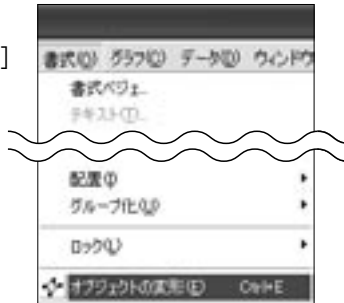 ]
書式(O) グラフ(C) データ(D) ウィンドウ
書式ペジェ...
テキスト(T)...
配置(I)
グループ化(U)
ロック(L)
オブジェクトの変形(E) Ctrl+E